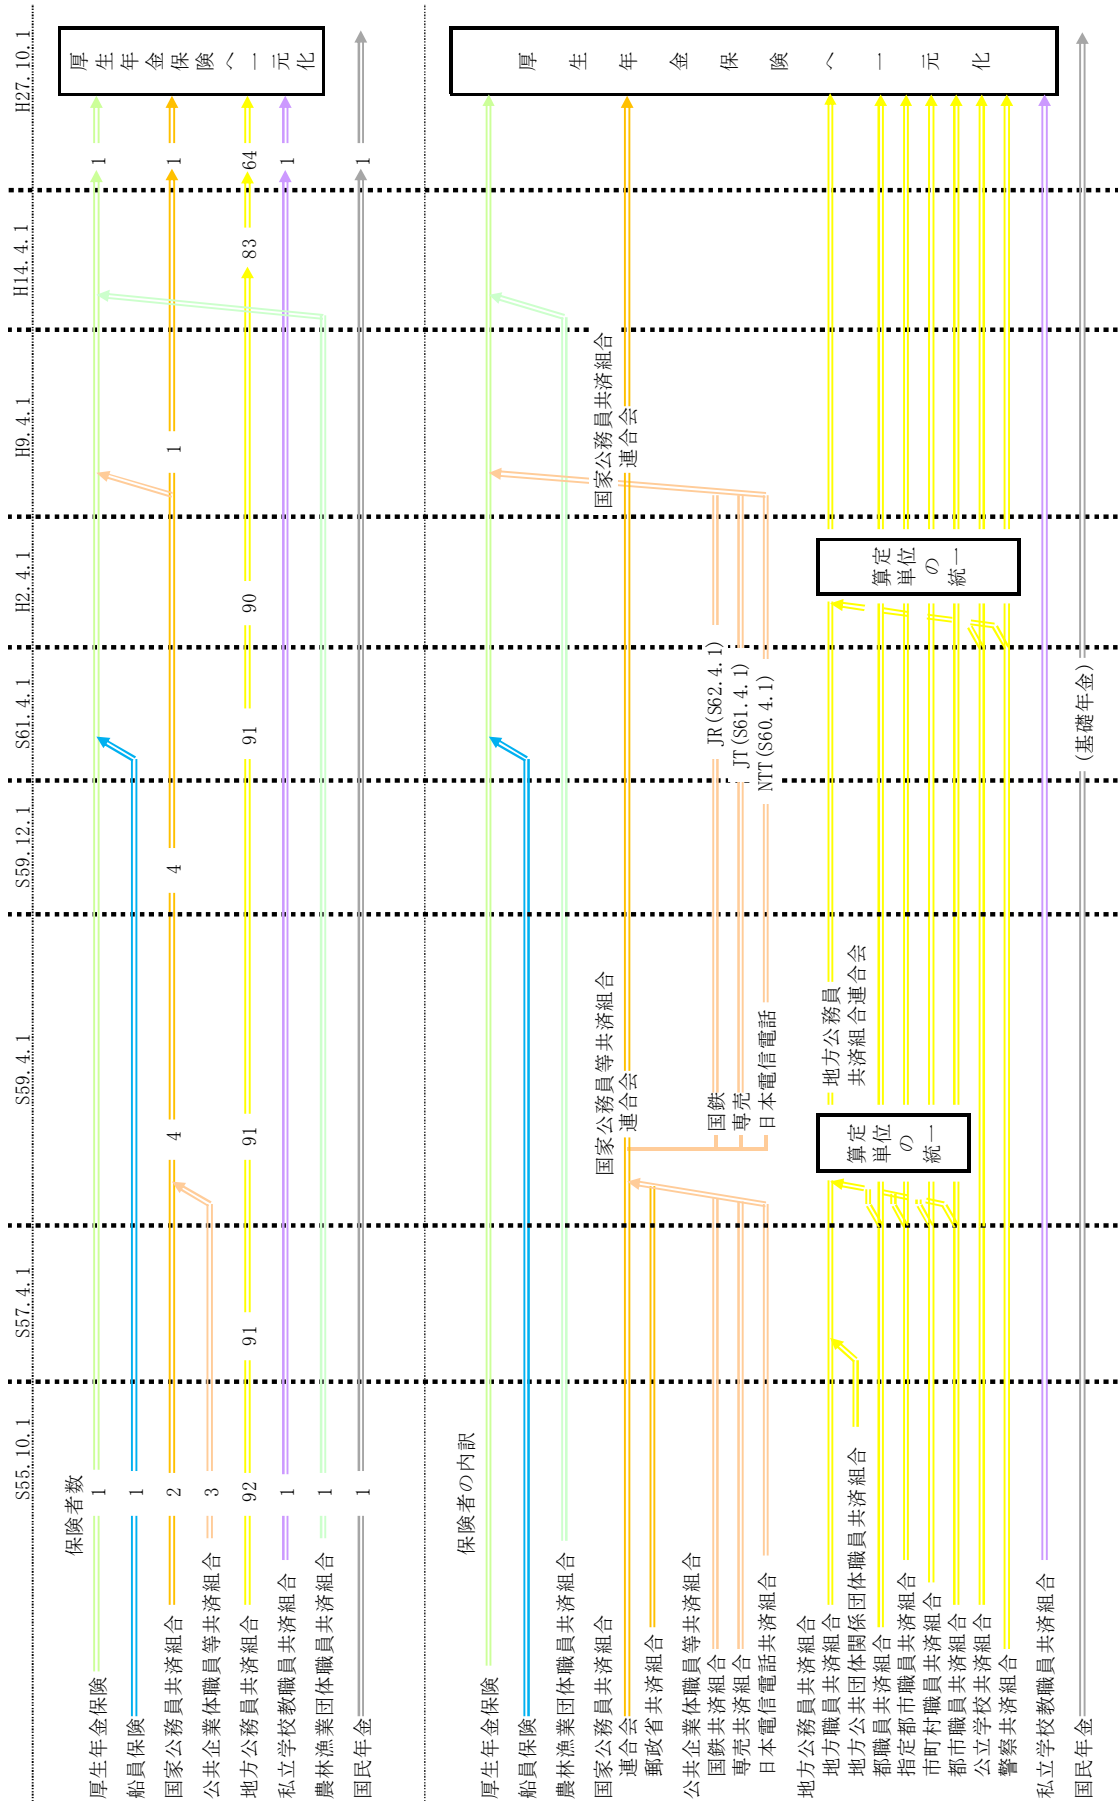 S55.10.1
S57.4.1
S59.4.1
S59.12.1
S61.4.1
H2.4.1
H9.4.1
H14.4.1
H27.10.1
保険者数
厚生年金保険
1
1
船員保険
1
国家公務員共済組合
2
4
4
1
1
公共企業体職員等共済組合
3
地方公務員共済組合
92
91
91
91
90
83
64
私立学校教職員共済組合
1
1
農林漁業団体職員共済組合
1
国民年金
1
1
厚生年金保険へ一元化
保険者の内訳
厚生年金保険
船員保険
農林漁業団体職員共済組合
国家公務員共済組合
連合会
国家公務員等共済組合
連合会
国家公務員共済組合
連合会
郵政省共済組合
公共企業体職員等共済組合
国鉄共済組合
国鉄
JR(S62.4.1)
専売共済組合
専売
JT(S61.4.1)
日本電信電話共済組合
日本電信電話
NTT(S60.4.1)
地方公務員共済組合
地方職員共済組合
地方公務員
共済組合連合会
地方公共団体関係団体職員共済組合
都職員共済組合
指定都市職員共済組合
市町村職員共済組合
都市職員共済組合
公立学校共済組合
警察共済組合
算定
単位
の
統一
算定
単位
の
統一
私立学校教職員共済組合
国民年金
(基礎年金)
厚生年金保険へ一元化